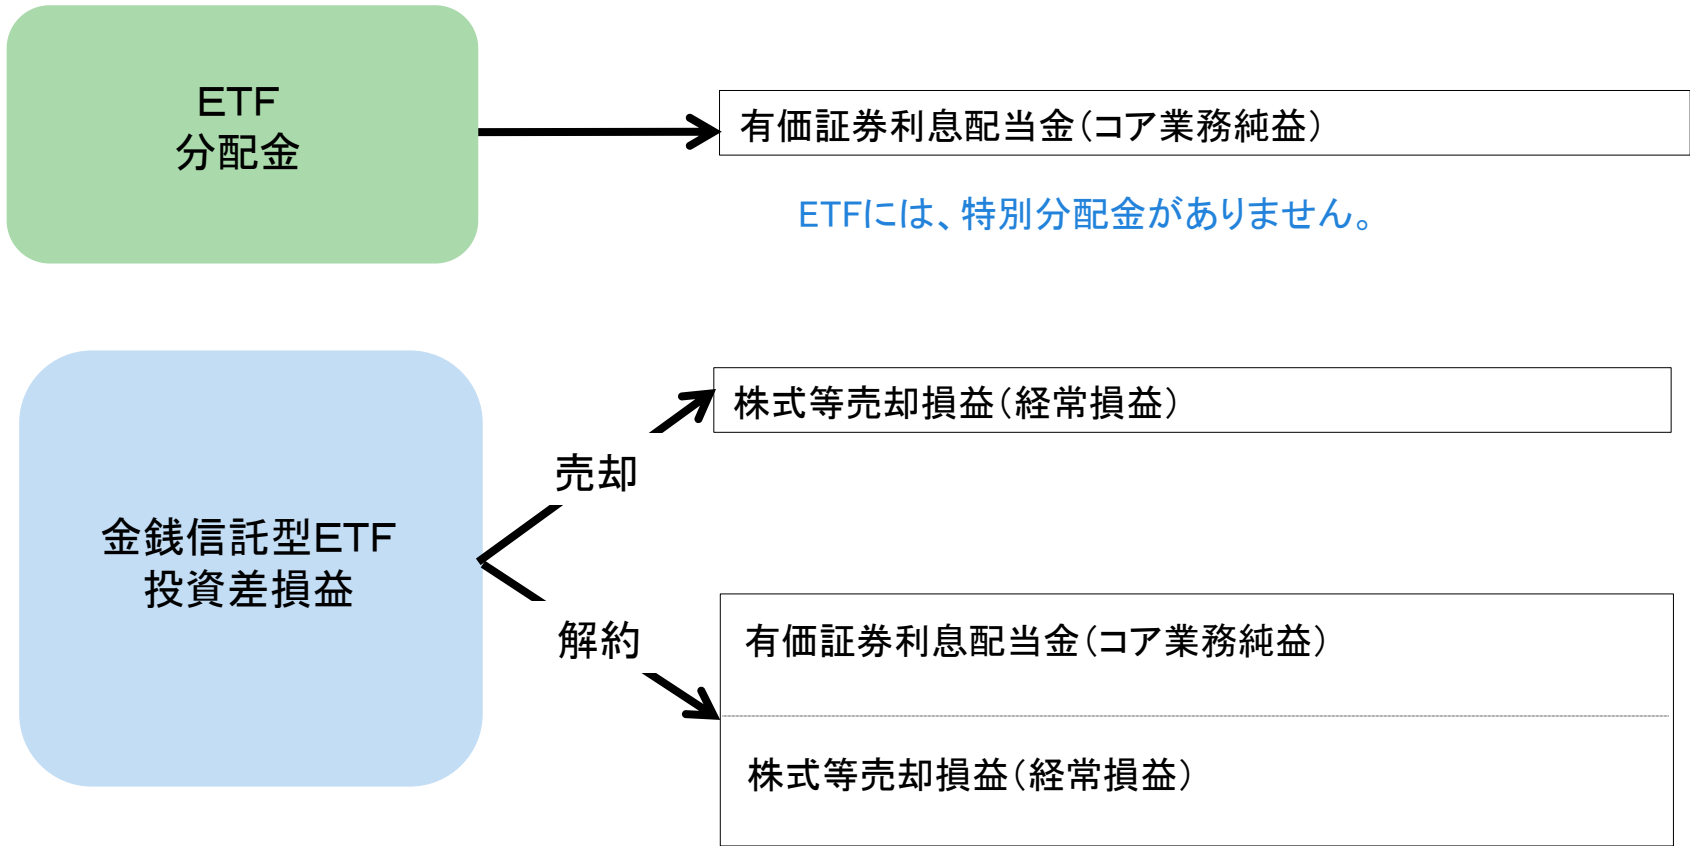 ETF
分配金
有価証券利息配当金（コア業務純益）
ETFには、特別分配金がありません。
金銭信託型ETF
投資差損益
売却
株式等売却損益（経常損益）
解約
有価証券利息配当金（コア業務純益）
株式等売却損益（経常損益）